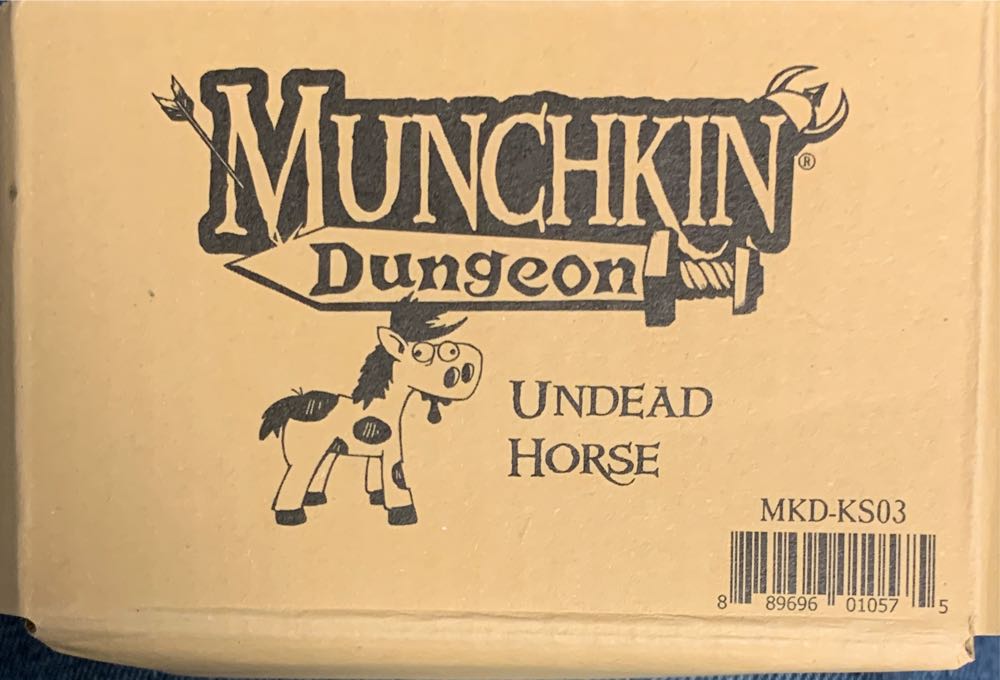 MUNCHKIN®
Dungeon
UNDEAD
HORSE
MKD-KS03
8 89696 01057 5